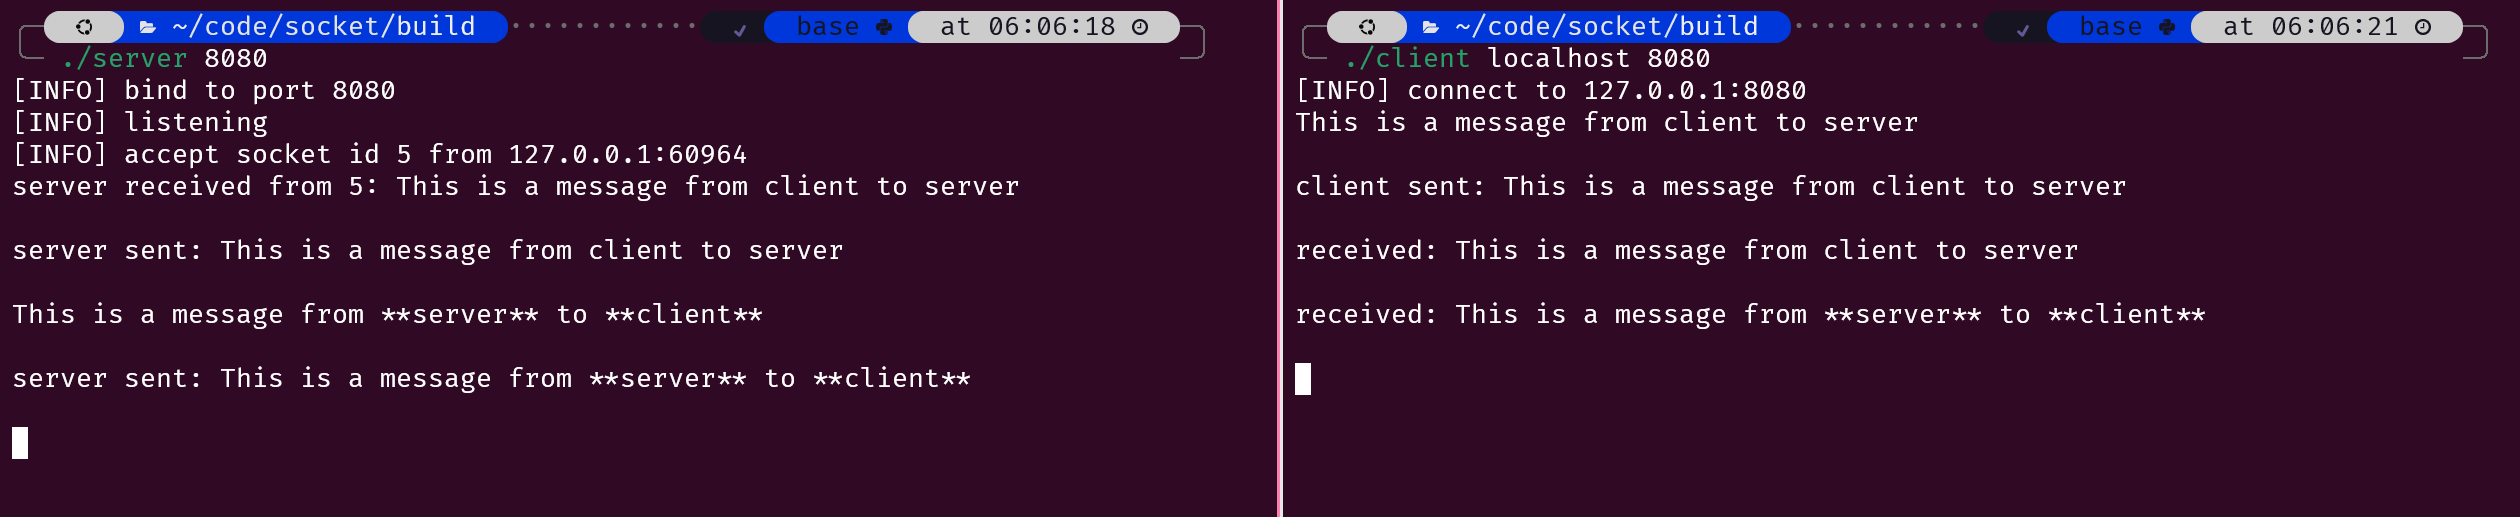 ~/code/socket/build base at 06:06:18
./server 8080
[INFO] bind to port 8080
[INFO] listening
[INFO] accept socket id 5 from 127.0.0.1:60964
server received from 5: This is a message from client to server
server sent: This is a message from client to server
This is a message from **server** to **client**
server sent: This is a message from **server** to **client**
~/code/socket/build base at 06:06:21
./client localhost 8080
[INFO] connect to 127.0.0.1:8080
This is a message from client to server
client sent: This is a message from client to server
received: This is a message from client to server
received: This is a message from **server** to **client**